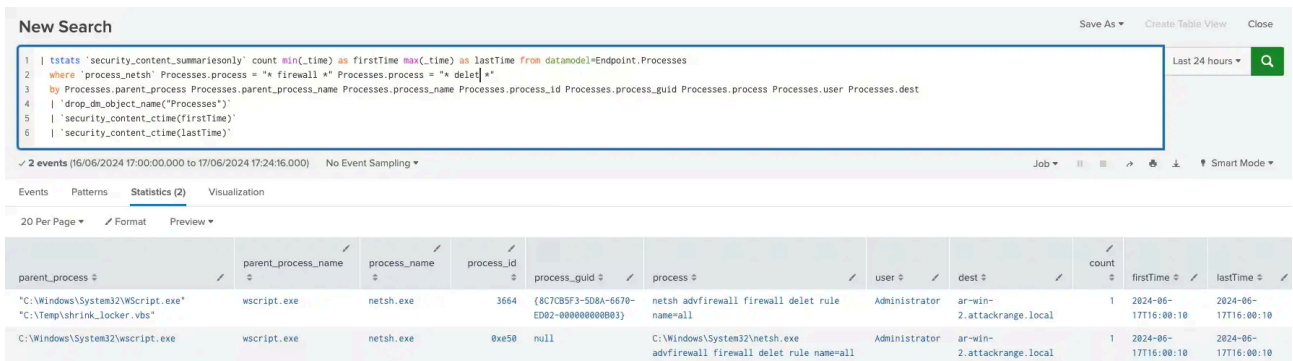 New Search
Save As Create Table View Close
1 | tstats `security_content_summariesonly` count min(_time) as firstTime max(_time) as lastTime from datamodel=Endpoint.Processes
2 where `process_netsh` Processes.process = "* firewall *" Processes.process = "* delet *"
3 by Processes.parent_process Processes.parent_process_name Processes.process_name Processes.process_id Processes.process_guid Processes.process Processes.user Processes.dest
4 | `drop_dm_object_name("Processes")`
5 | `security_content_ctime(firstTime)`
6 | `security_content_ctime(lastTime)`
Last 24 hours
2 events (16/06/2024 17:00:00.000 to 17/06/2024 17:24:16.000) No Event Sampling
Job Smart Mode
Events Patterns Statistics (2) Visualization
20 Per Page Format Preview
parent_process
parent_process_name
process_name
process_id
process_guid
process
user
dest
count
firstTime
lastTime
"C:\Windows\System32\WScript.exe"
"C:\Temp\shrink_locker.vbs"
wscript.exe
netsh.exe
3664
{8C7CB5F3-5D8A-6670-
ED02-000000000B03}
netsh advfirewall firewall delet rule
name=all
Administrator
ar-win-
2.attackrange.local
1
2024-06-
17T16:00:10
2024-06-
17T16:00:10
C:\Windows\System32\wscript.exe
wscript.exe
netsh.exe
0xe50
null
C:\Windows\System32\netsh.exe
advfirewall firewall delet rule name=all
Administrator
ar-win-
2.attackrange.local
1
2024-06-
17T16:00:10
2024-06-
17T16:00:10